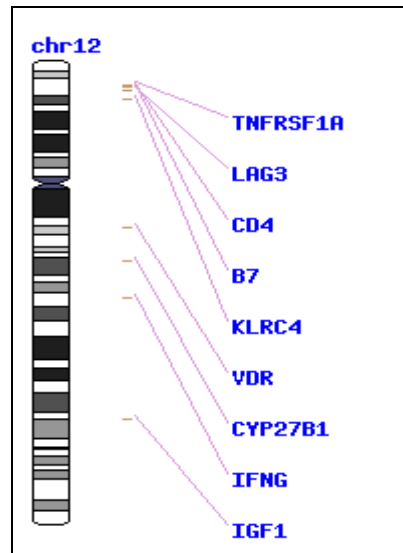 chr12
TNFRSF1A
LAG3
CD4
B7
KLRC4
VDR
CYP27B1
IFNG
IGF1